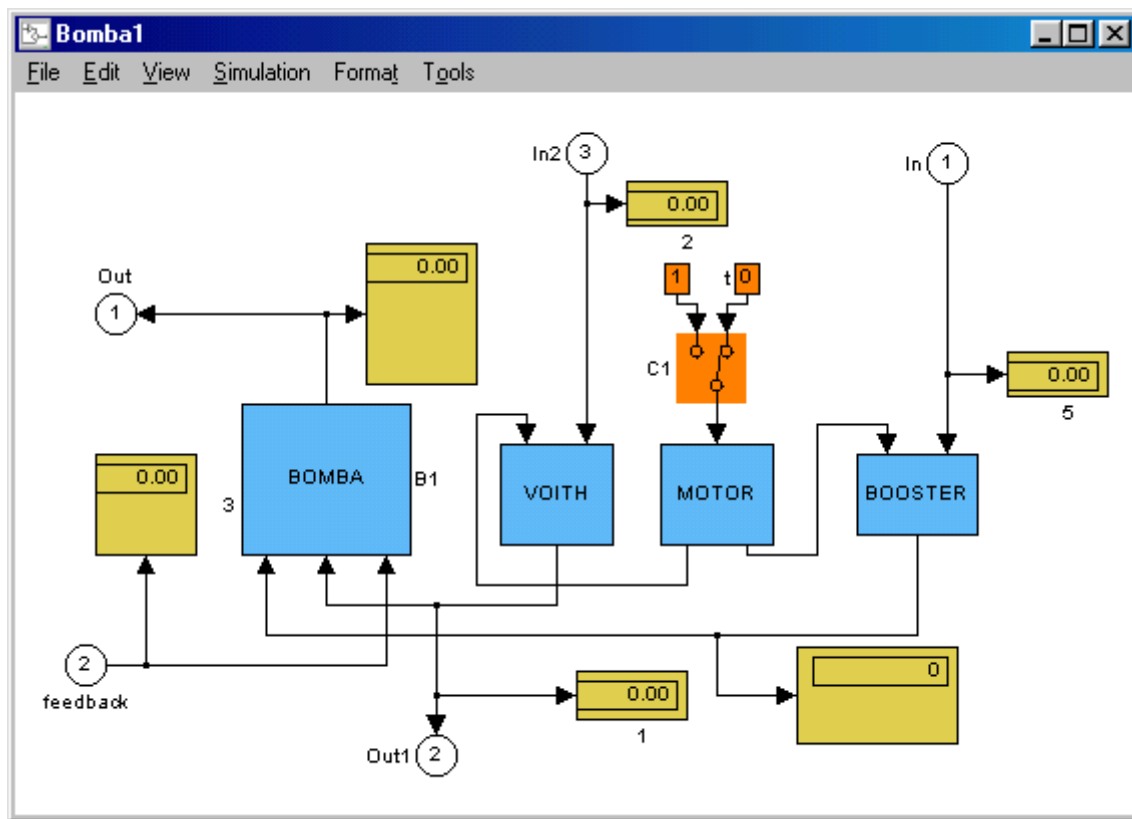 Bomba1
File Edit View Simulation Format Tools
In2 3
In 1
0.00
2
0.00
Out
1
1
t 0
C1
0.00
5
0.00
BOMBA
B1
3
VOITH
MOTOR
BOOSTER
2
feedback
0.00
1
0
Out1 2